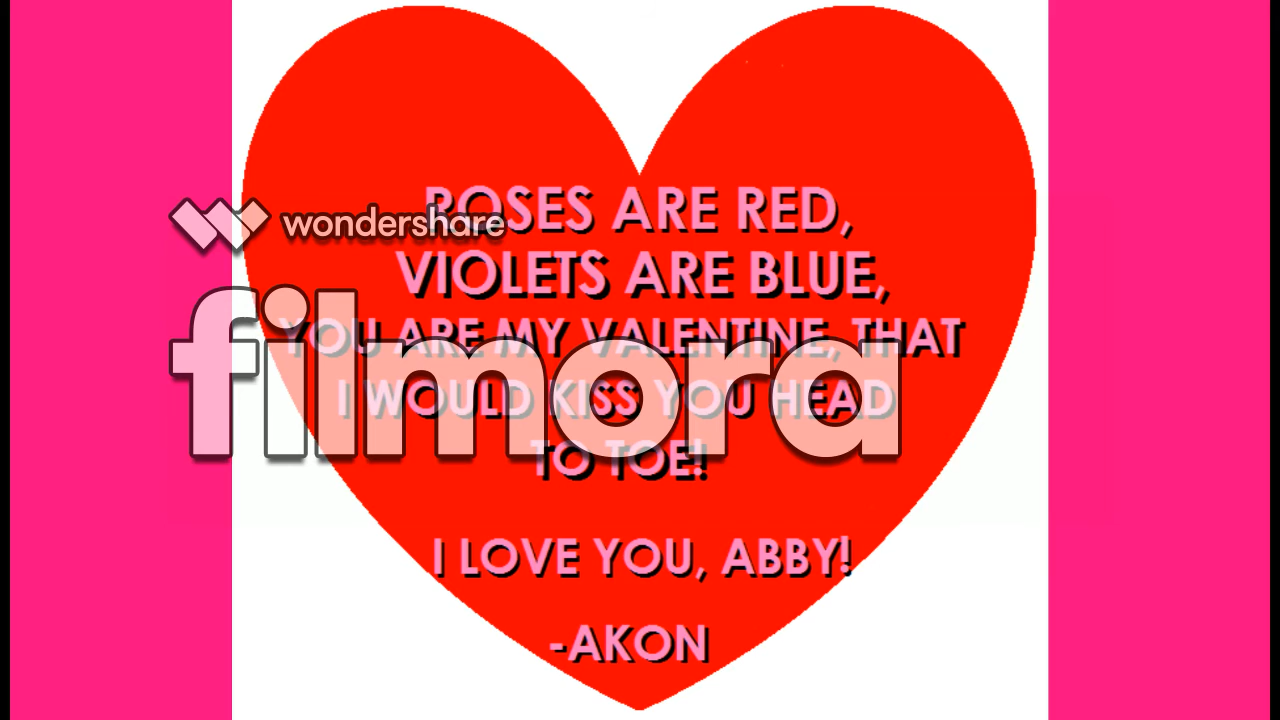 ROSES ARE RED,
wondershare
VIOLETS ARE BLUE,
filmora
YOU ARE MY VALENTINE, THAT
I WOULD KISS YOU HEAD
TO TOE!
I LOVE YOU, ABBY!
-AKON